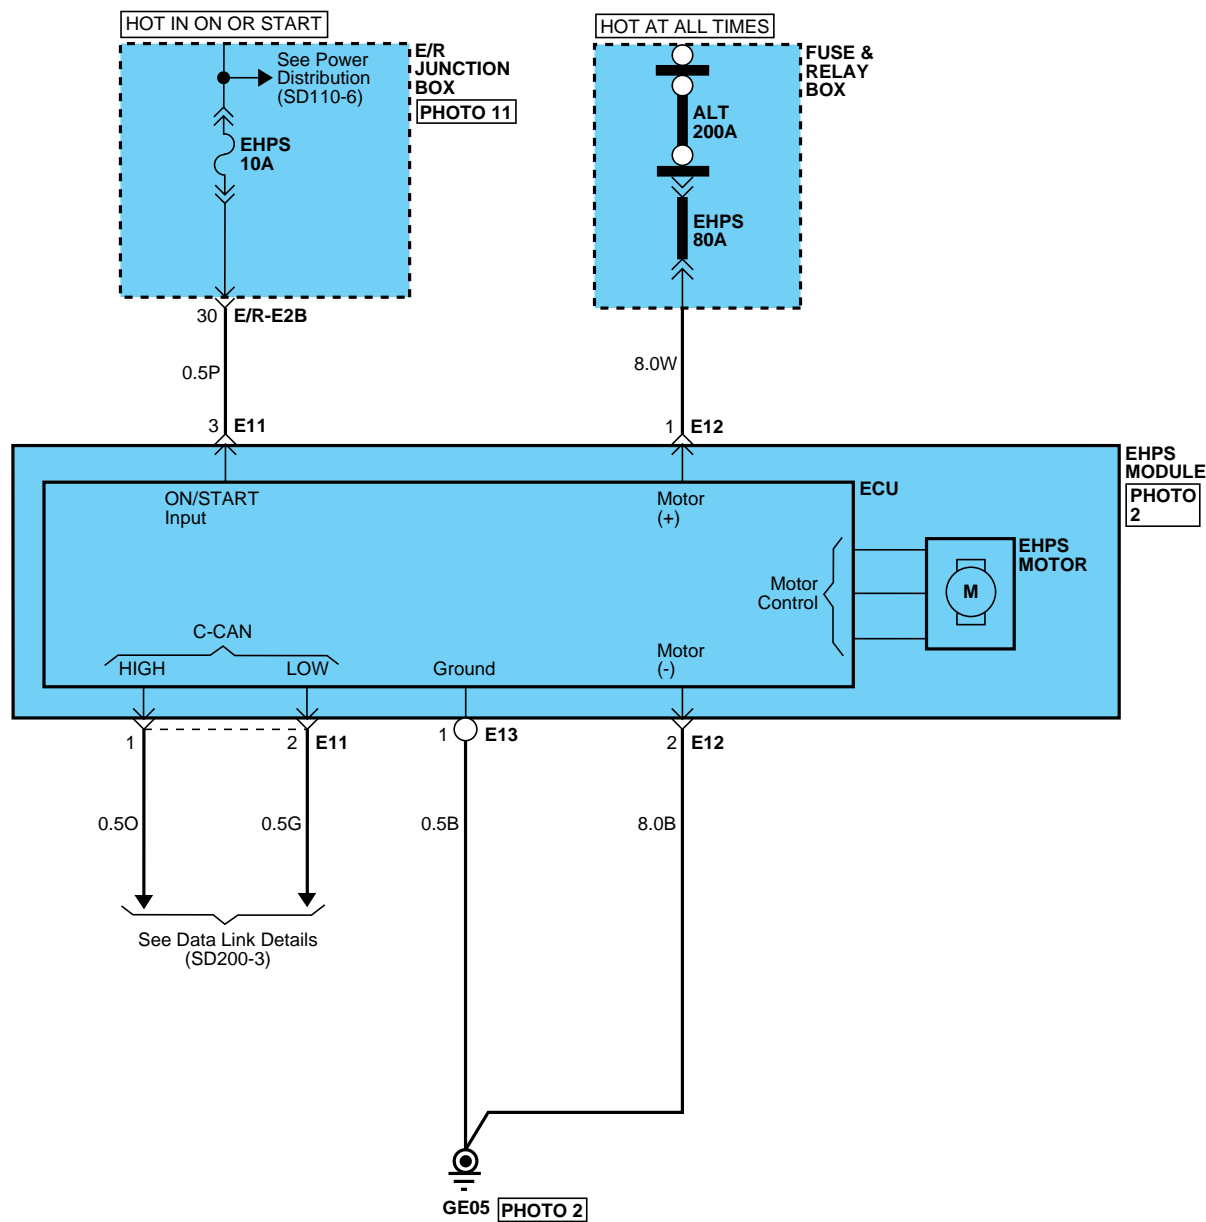 HOT IN ON OR START
HOT AT ALL TIMES
See Power
Distribution
(SD110-6)
E/R
JUNCTION
BOX
PHOTO 11
EHPS
10A
FUSE &
RELAY
BOX
ALT
200A
EHPS
80A
30 E/R-E2B
0.5P
8.0W
3 E11
1 E12
EHPS
MODULE
PHOTO
2
ECU
ON/START
Input
Motor
(+)
EHPS
MOTOR
M
Motor
Control
C-CAN
HIGH
LOW
Ground
Motor
(-)
1
2 E11
1 E13
2 E12
0.5O
0.5G
0.5B
8.0B
See Data Link Details
(SD200-3)
GE05 PHOTO 2